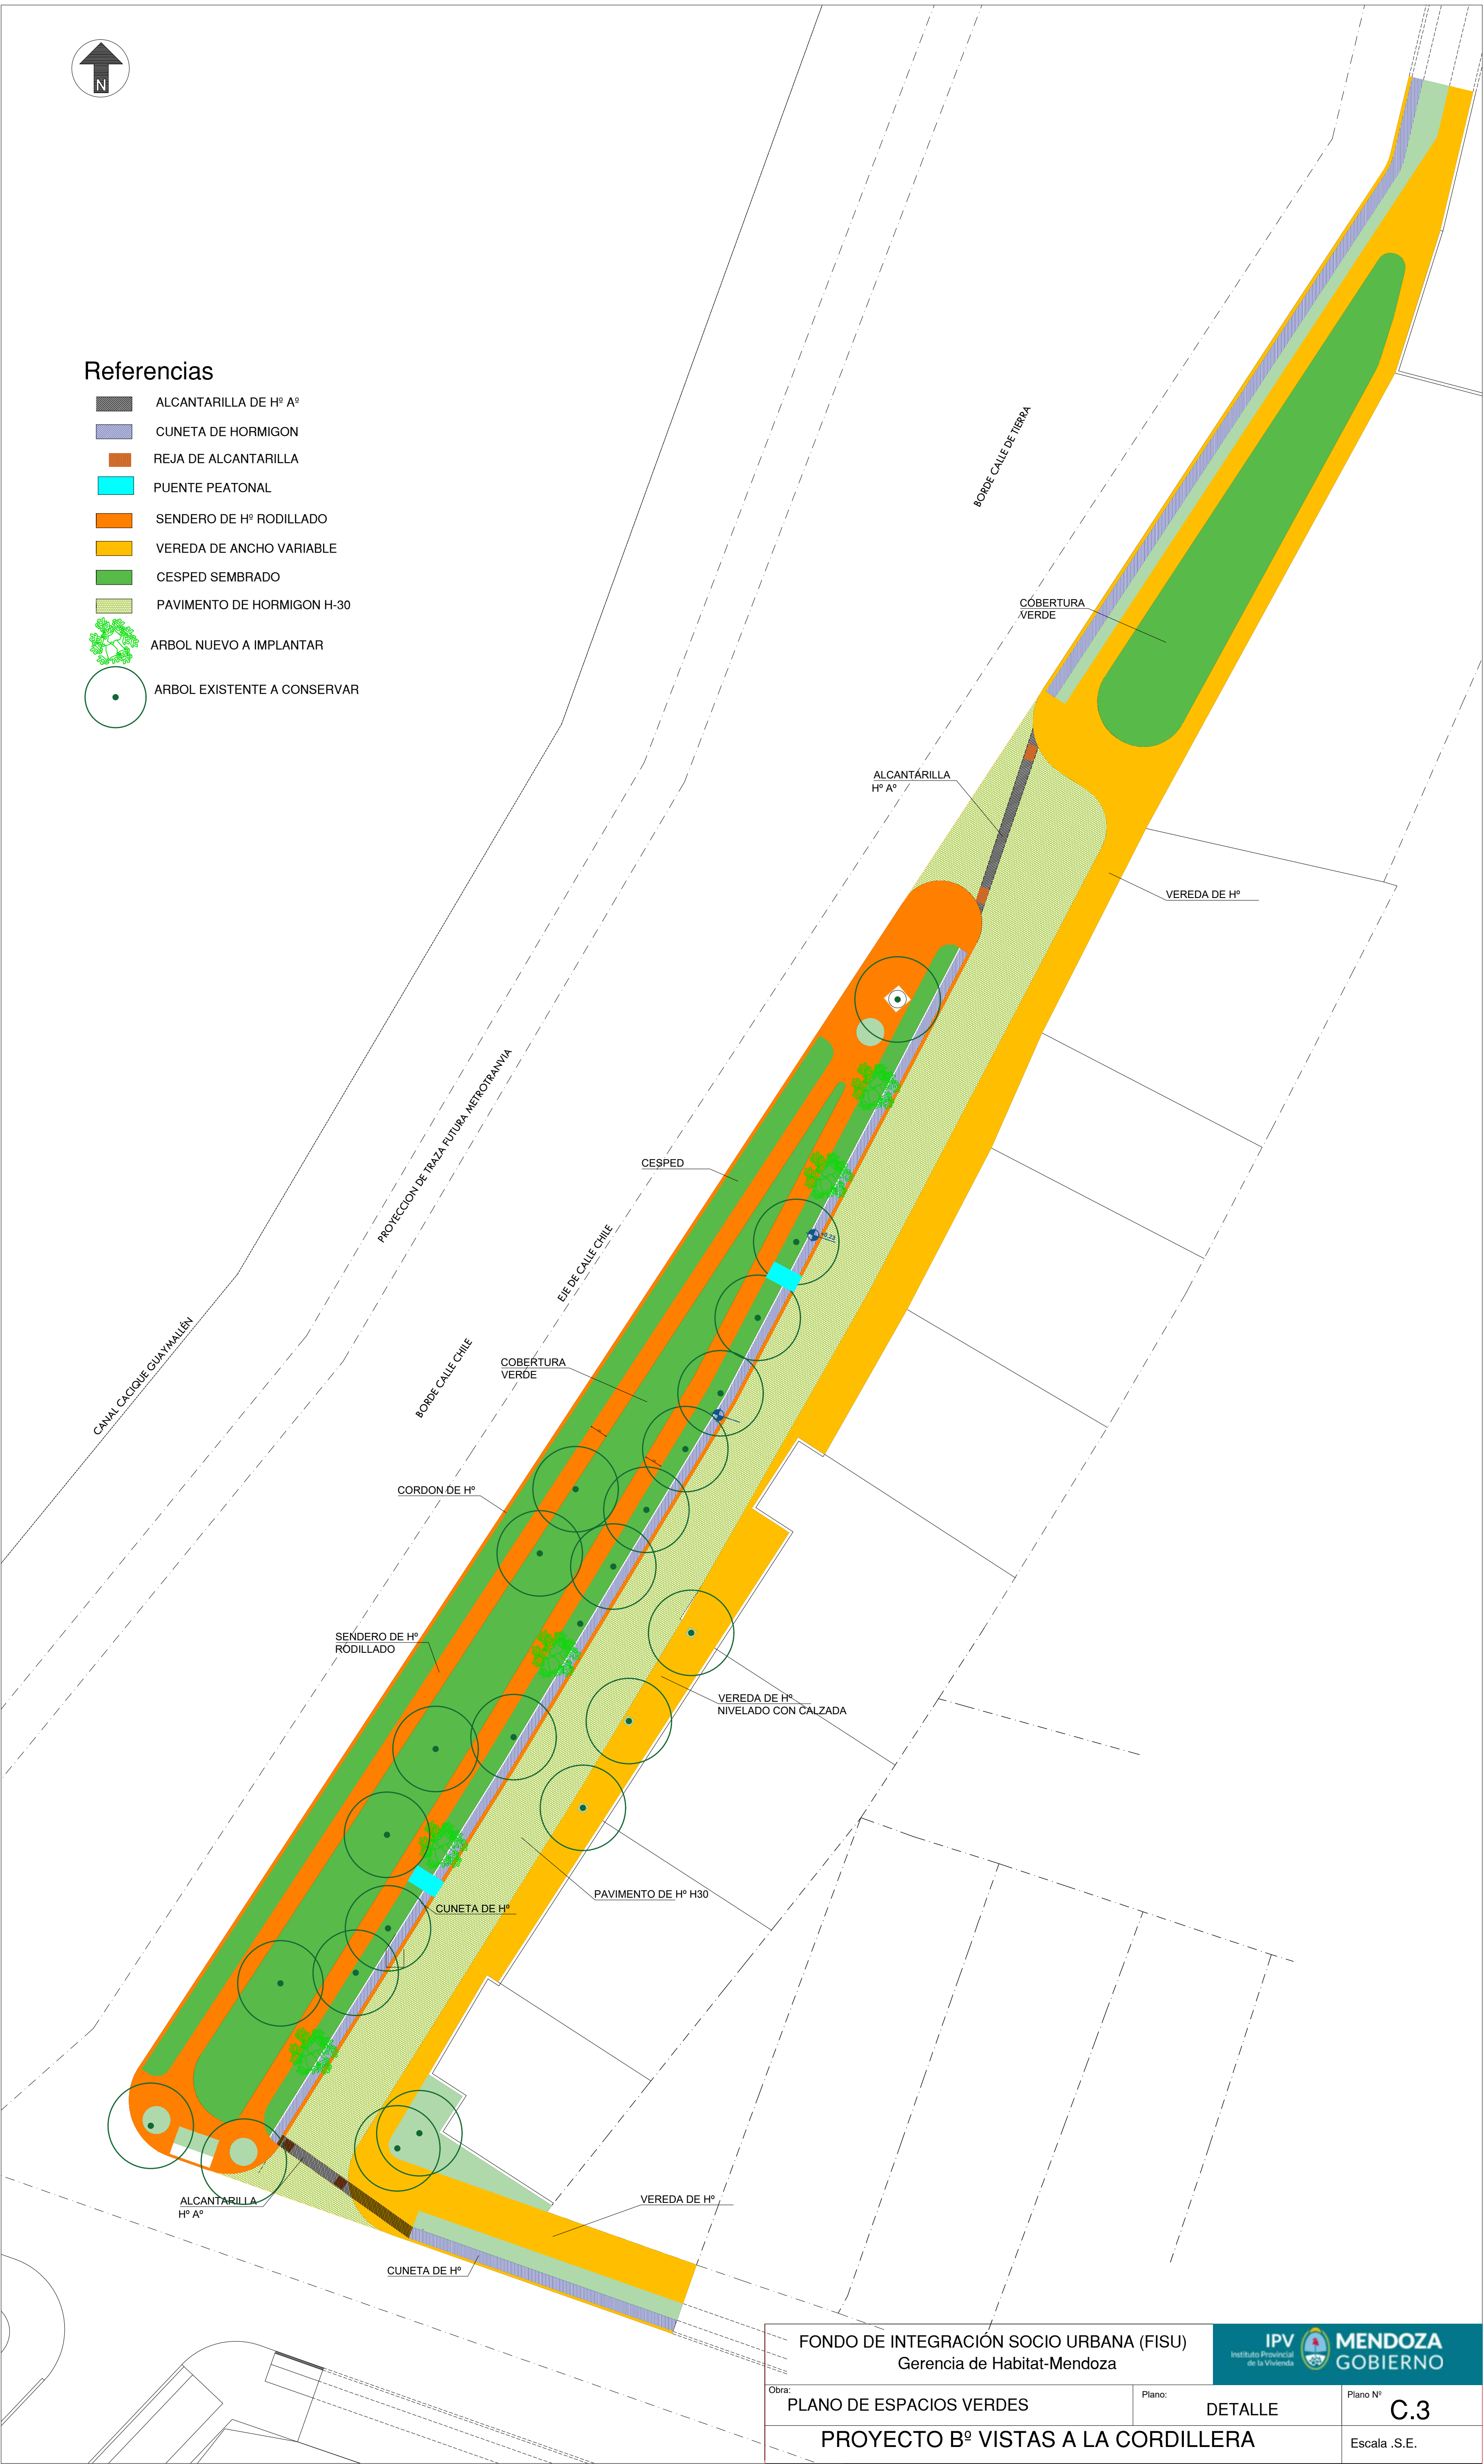 N
Referencias
ALCANTARILLA DE Hº Aº
CUNETA DE HORMIGON
REJA DE ALCANTARILLA
PUENTE PEATONAL
SENDERO DE Hº RODILLADO
VEREDA DE ANCHO VARIABLE
CESPED SEMBRADO
PAVIMENTO DE HORMIGON H-30
ARBOL NUEVO A IMPLANTAR
ARBOL EXISTENTE A CONSERVAR
BORDE CALLE DE TIERRA
COBERTURA
VERDE
ALCANTARILLA
Hº Aº
VEREDA DE Hº
PROYECCION DE TRAZA FUTURA METROTRANVIA
CESPED
EJE DE CALLE CHILE
CANAL CACIQUE GUAYMALLÉN
BORDE CALLE CHILE
COBERTURA
VERDE
CORDON DE Hº
SENDERO DE Hº
RODILLADO
VEREDA DE Hº
NIVELADO CON CALZADA
PAVIMENTO DE Hº H30
CUNETA DE Hº
ALCANTARILLA
Hº Aº
VEREDA DE Hº
CUNETA DE Hº
FONDO DE INTEGRACIÓN SOCIO URBANA (FISU)
Gerencia de Habitat-Mendoza
IPV
Instituto Provincial
de la Vivienda
MENDOZA
GOBIERNO
Obra:
PLANO DE ESPACIOS VERDES
Plano:
DETALLE
Plano Nº
C.3
PROYECTO Bº VISTAS A LA CORDILLERA
Escala .S.E.